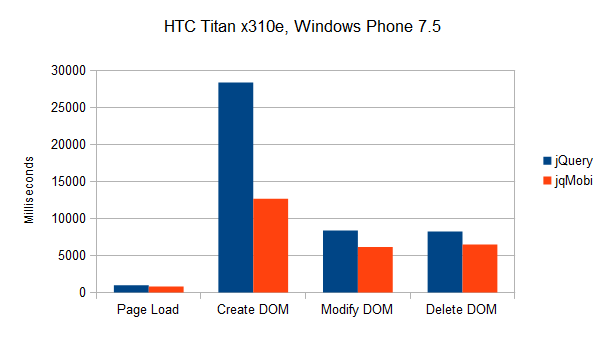 HTC Titan x310e, Windows Phone 7.5
30000
25000
20000
15000
10000
5000
0
Milliseconds
Page Load
Create DOM
Modify DOM
Delete DOM
jQuery
jqMobi